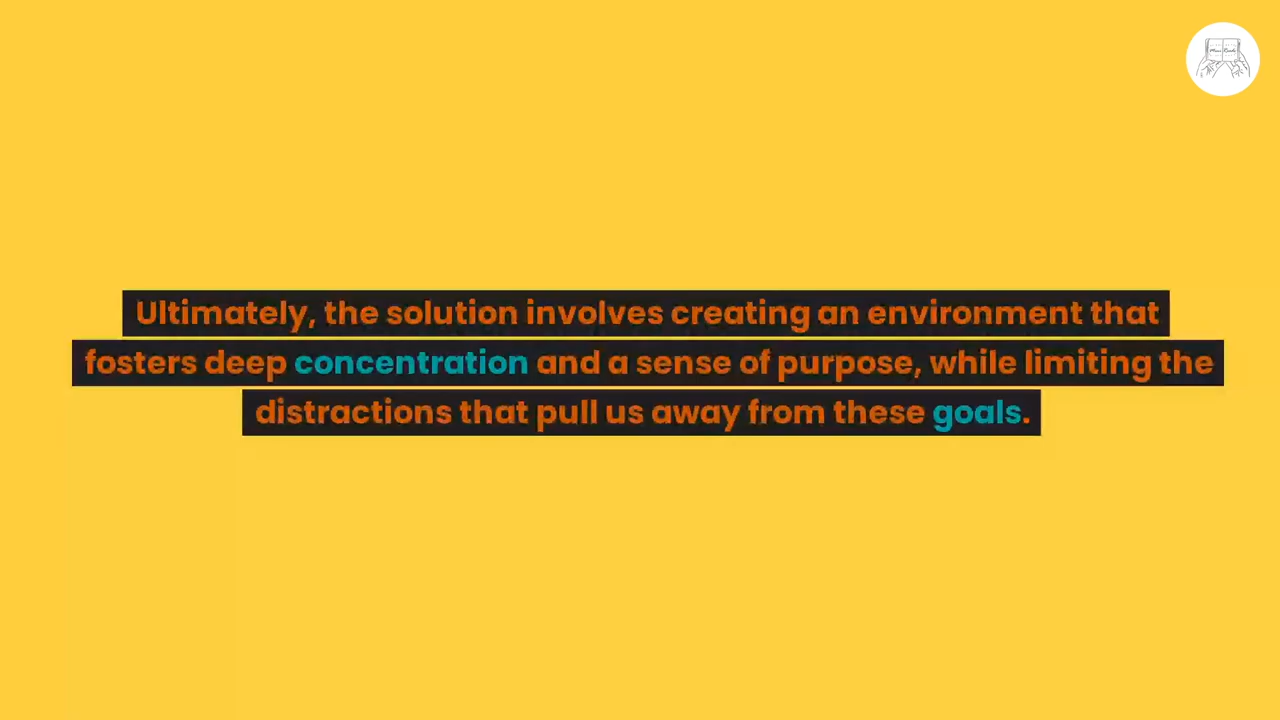 Ultimately, the solution involves creating an environment that
fosters deep concentration and a sense of purpose, while limiting the
distractions that pull us away from these goals.